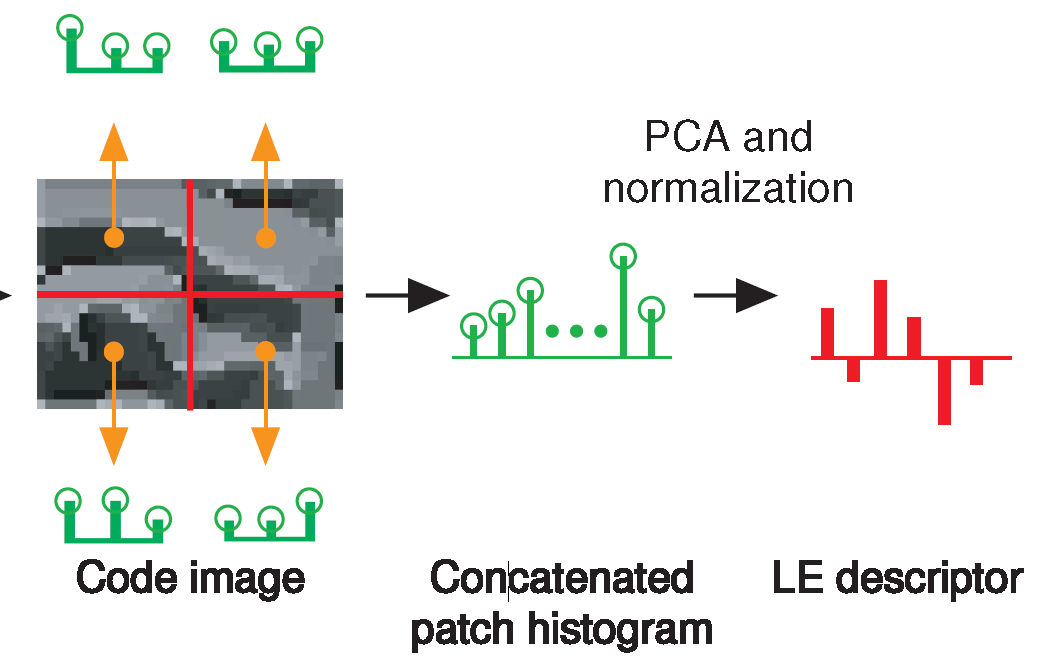 PCA and
normalization
Code image
Concatenated
patch histogram
LE descriptor